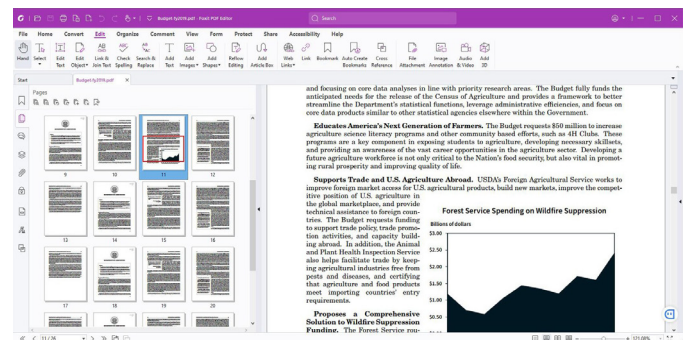 Budget-fy2019.pdf - Foxit PDF Editor
Search
File Home Convert Edit Organize Comment View Form Protect Share Accessibility Help
Hand Select Edit Text Edit Object Link & Join Text Check Spelling Search & Replace Add Text Add Images Add Shapes Reflow Editing Add Article Box Web Links Link Bookmark Auto Create Bookmarks Cross Reference File Attachment Image Annotation Audio & Video Add 3D
Start Budget-fy2019.pdf
Pages
9 10 11 12
13 14 15 16
17 18 19 20
and focusing on core data analyses in line with priority research areas. The Budget fully funds the
anticipated needs for the release of the Census of Agriculture and provides a framework to better
streamline the Department's statistical functions, leverage administrative efficiencies, and focus on
core data products similar to other statistical agencies elsewhere within the Government.
Educates America's Next Generation of Farmers. The Budget requests $50 million to increase
agriculture science literacy programs and other community based efforts, such as 4H Clubs. These
programs are a key component in exposing students to agriculture, developing necessary skillsets,
and providing an awareness of the vast career opportunities in the agriculture sector. Developing a
future agriculture workforce is not only critical to the Nation's food security, but also vital in promot-
ing rural prosperity and improving quality of life.
Supports Trade and U.S. Agriculture Abroad. USDA's Foreign Agricultural Service works to
improve foreign market access for U.S. agricultural products, build new markets, improve the compet-
itive position of U.S. agriculture in
the global marketplace, and provide
technical assistance to foreign coun-
tries. The Budget requests funding
to support trade policy, trade promo-
tion activities, and capacity build-
ing abroad. In addition, the Animal
and Plant Health Inspection Service
also helps facilitate trade by keep-
ing agricultural industries free from
pests and diseases, and certifying
that agriculture and food products
meet importing countries' entry
requirements.
Proposes a Comprehensive
Solution to Wildfire Suppression
Funding. The Forest Service rou-
Forest Service Spending on Wildfire Suppression
Billions of dollars
$3.00
$2.50
$2.00
$1.50
$1.00
$0.50
11 / 26
121.08%